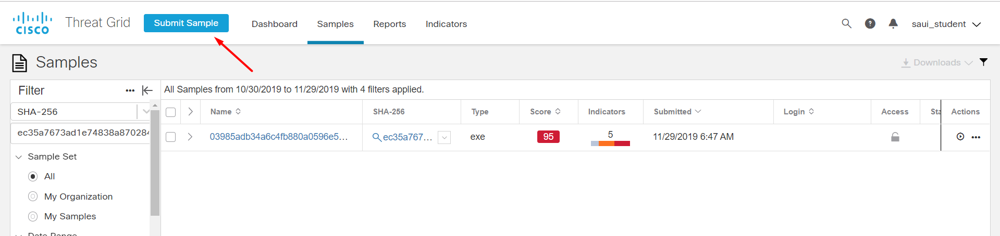 CISCO Threat Grid Submit Sample Dashboard Samples Reports Indicators saui_student
Samples Downloads
Filter ••• All Samples from 10/30/2019 to 11/29/2019 with 4 filters applied.
SHA-256
ec35a7673ad1e74838a870284
Name SHA-256 Type Score Indicators Submitted Login Access Sta Actions
03985adb34a6c4fb880a0596e5... ec35a767... exe 95 5 11/29/2019 6:47 AM •••
Sample Set
All
My Organization
My Samples
Date Range